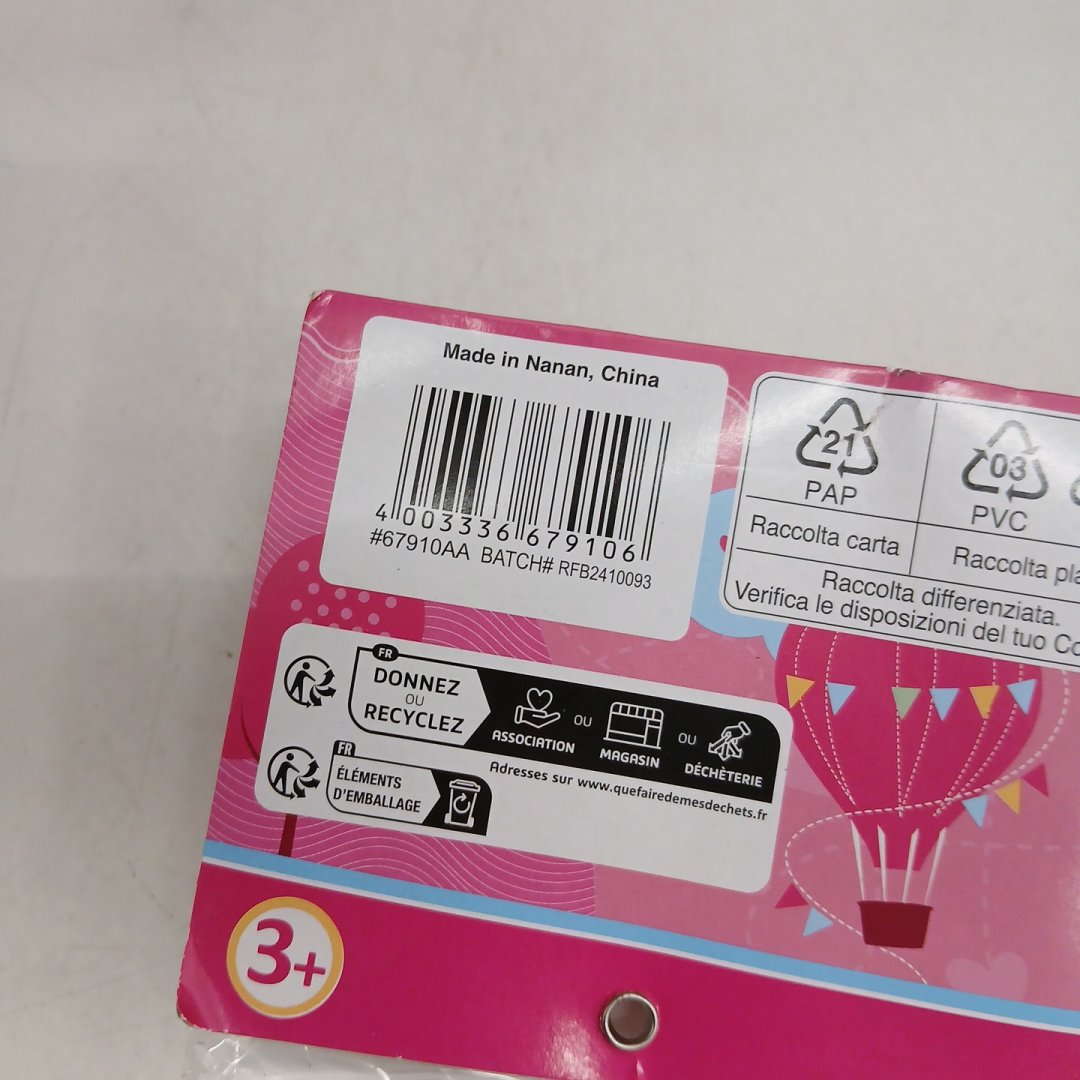 Made in Nanan, China
4 003336 679106
#67910AA BATCH# RFB2410093
21
PAP
Raccolta carta
03
PVC
Raccolta
Raccolta differenziata.
Verifica le disposizioni del tuo
FR
DONNEZ
OU
RECYCLEZ
ASSOCIATION
OU
MAGASIN
OU
DÉCHÈTERIE
Adresses sur www.quefairedemesdechets.fr
FR
ÉLÉMENTS
D'EMBALLAGE
3+